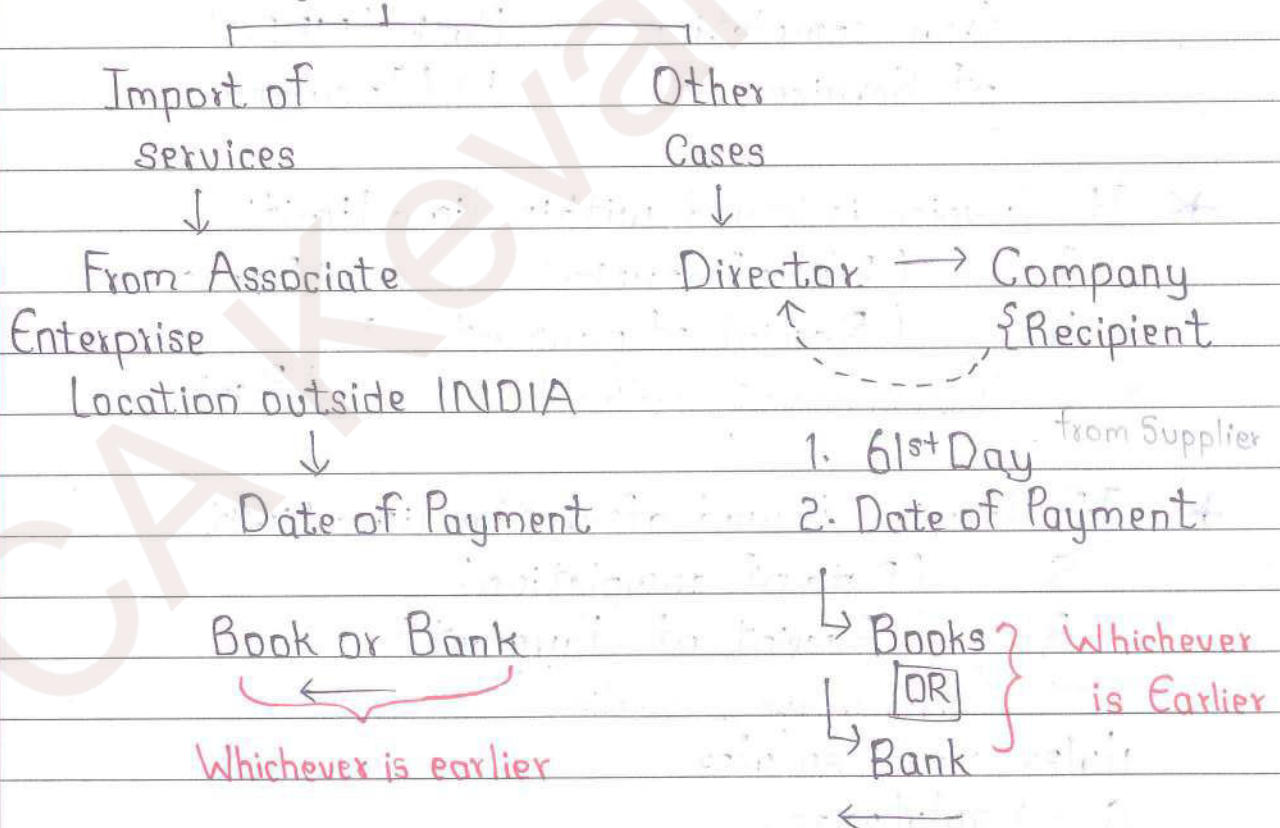 Import of
services
Other
Cases
From Associate
Enterprise
Location outside INDIA
Date of Payment
Book or Bank
Whichever is earlier
Director → Company
{Recipient
from Supplier
1. 61st Day
2. Date of Payment
Books
OR
Bank
Whichever
is Earlier
CA Keva